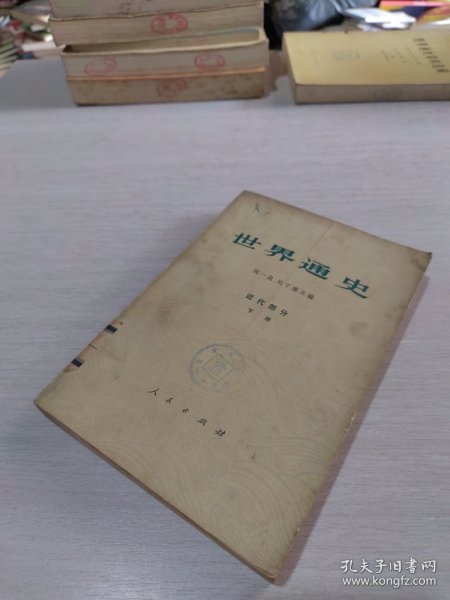 世界通史
周一良 吴于廑主编
近代部分
下册
人民出版社
孔夫子旧书网
www.kongfz.com